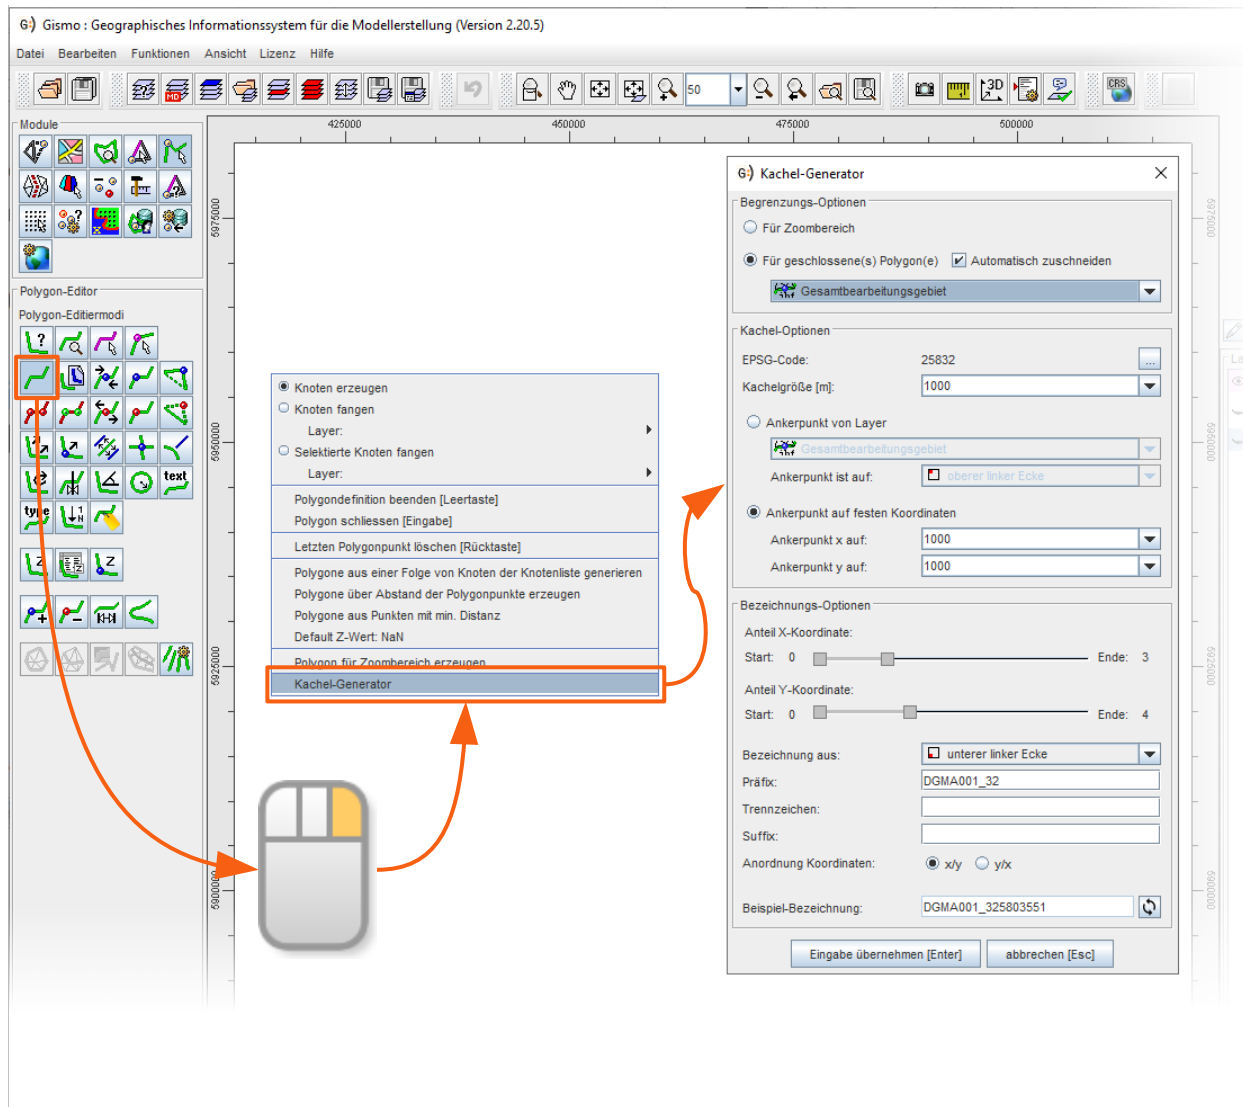 G:) Gismo : Geographisches Informationssystem für die Modellerstellung (Version 2.20.5)
Datei Bearbeiten Funktionen Ansicht Lizenz Hilfe
MD
50
3D
CRS
Module
425000 450000 475000 500000
5975000
5950000
5925000
5900000
Polygon-Editor
Polygon-Editiermodi
text
type
Knoten erzeugen
Knoten fangen
Layer:
Selektierte Knoten fangen
Layer:
Polygondefinition beenden [Leertaste]
Polygon schliessen [Eingabe]
Letzten Polygonpunkt löschen [Rücktaste]
Polygone aus einer Folge von Knoten der Knotenliste generieren
Polygone über Abstand der Polygonpunkte erzeugen
Polygone aus Punkten mit min. Distanz
Default Z-Wert: NaN
Polygon für Zoombereich erzeugen
Kachel-Generator
G:) Kachel-Generator
Begrenzungs-Optionen
Für Zoombereich
Für geschlossene(s) Polygon(e) Automatisch zuschneiden
Gesamtbearbeitungsgebiet
Kachel-Optionen
EPSG-Code: 25832 ...
Kachelgröße [m]: 1000
Ankerpunkt von Layer
Gesamtbearbeitungsgebiet
Ankerpunkt ist auf: oberer linker Ecke
Ankerpunkt auf festen Koordinaten
Ankerpunkt x auf: 1000
Ankerpunkt y auf: 1000
Bezeichnungs-Optionen
Anteil X-Koordinate:
Start: 0 Ende: 3
Anteil Y-Koordinate:
Start: 0 Ende: 4
Bezeichnung aus: unterer linker Ecke
Präfix: DGMA001_32
Trennzeichen:
Suffix:
Anordnung Koordinaten: x/y y/x
Beispiel-Bezeichnung: DGMA001_325803551
Eingabe übernehmen [Enter] abbrechen [Esc]
5975000
5950000
5925000
5900000
La